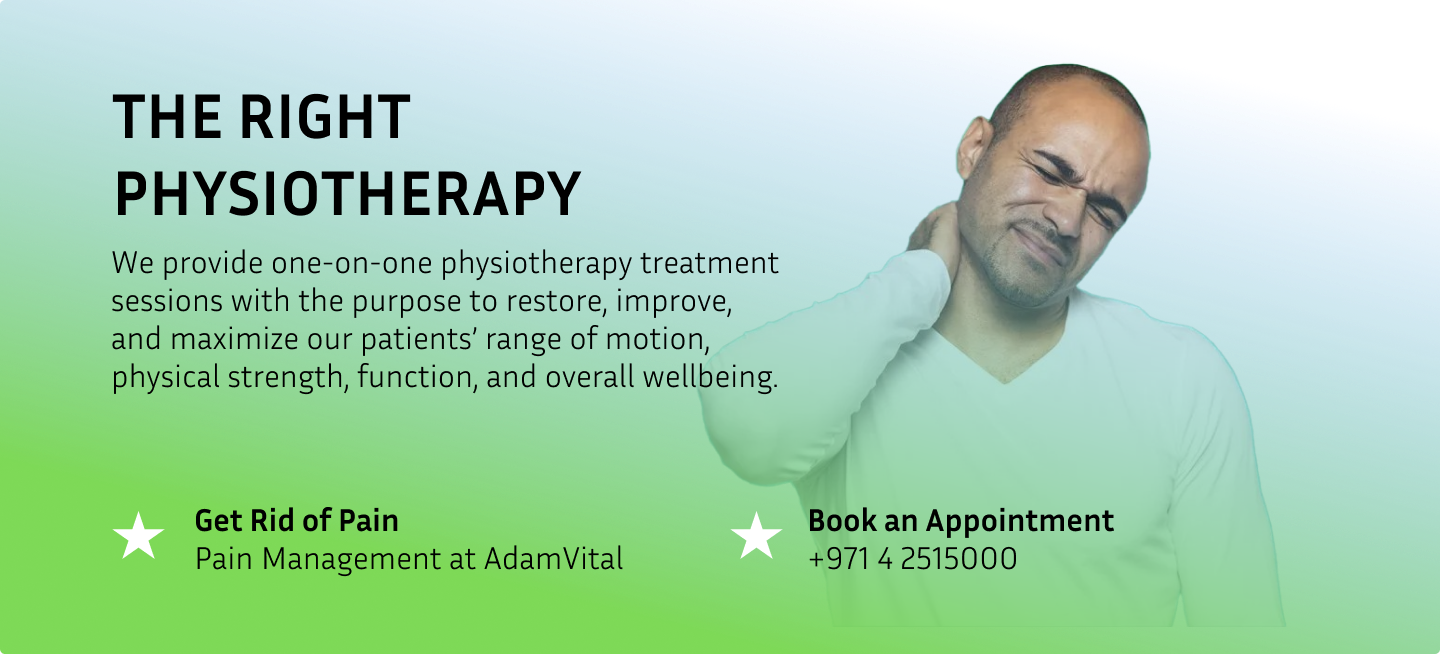 THE RIGHT
PHYSIOTHERAPY
We provide one-on-one physiotherapy treatment
sessions with the purpose to restore, improve,
and maximize our patients’ range of motion,
physical strength, function, and overall wellbeing.
Get Rid of Pain
Pain Management at AdamVital
Book an Appointment
+971 4 2515000